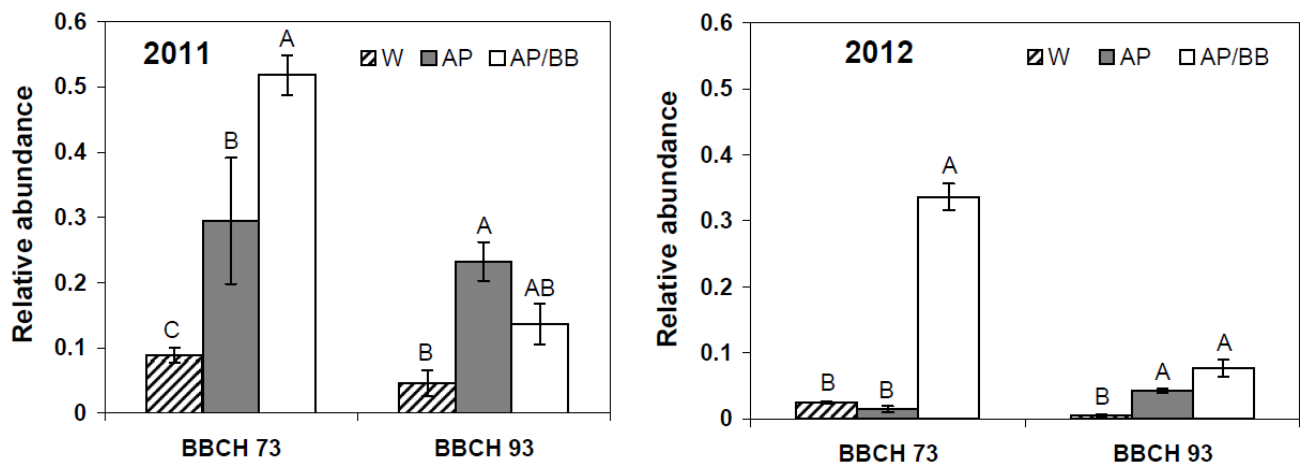 Relative abundance
0.6
0.5
0.4
0.3
0.2
0.1
0
2011
W AP AP/BB
C
B
A
B
A
AB
BBCH 73 BBCH 93
Relative abundance
0.6
0.5
0.4
0.3
0.2
0.1
0
2012
W AP AP/BB
B
B
A
B
A
A
BBCH 73 BBCH 93